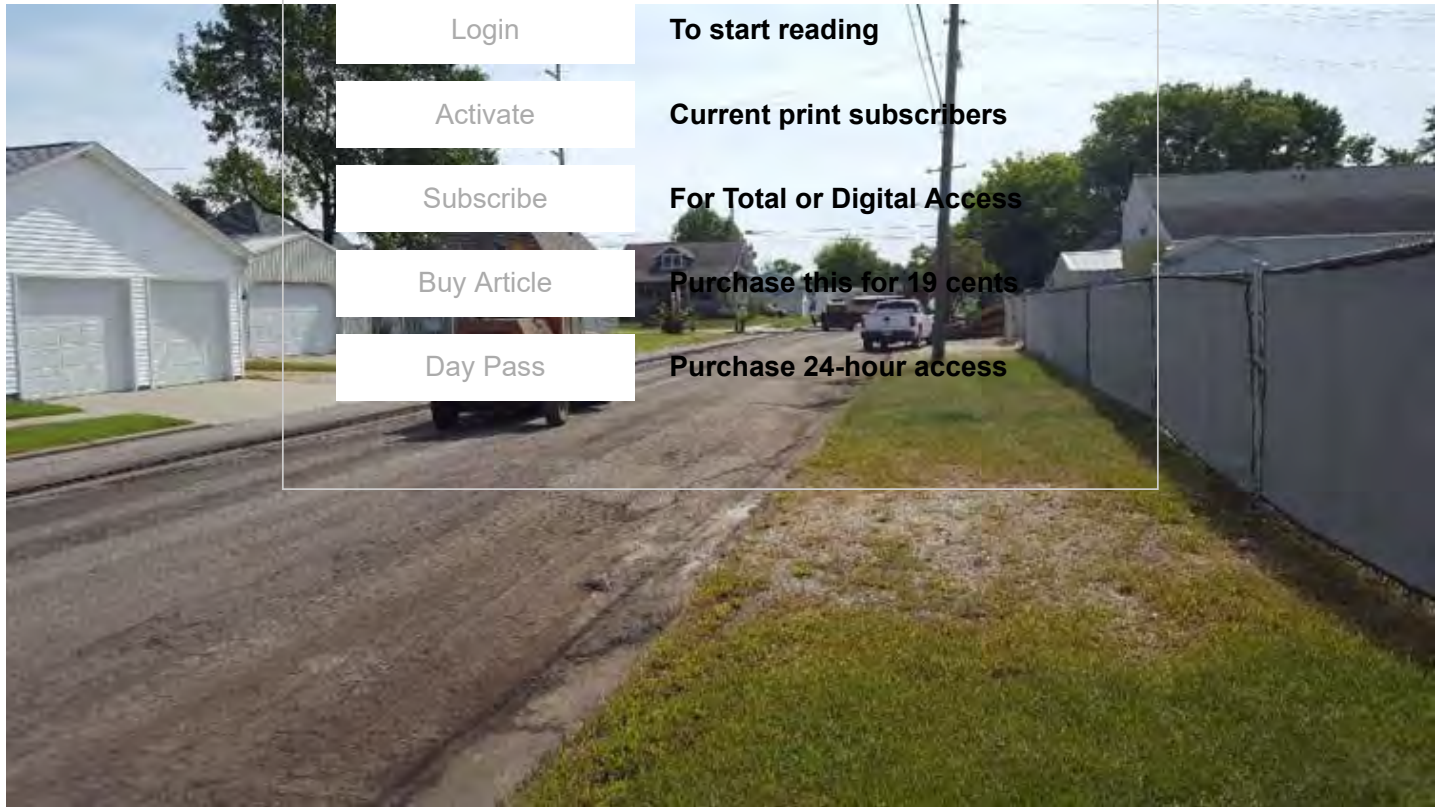 Login To start reading
Activate Current print subscribers
Subscribe For Total or Digital Access
Buy Article Purchase this for 19 cents
Day Pass Purchase 24-hour access